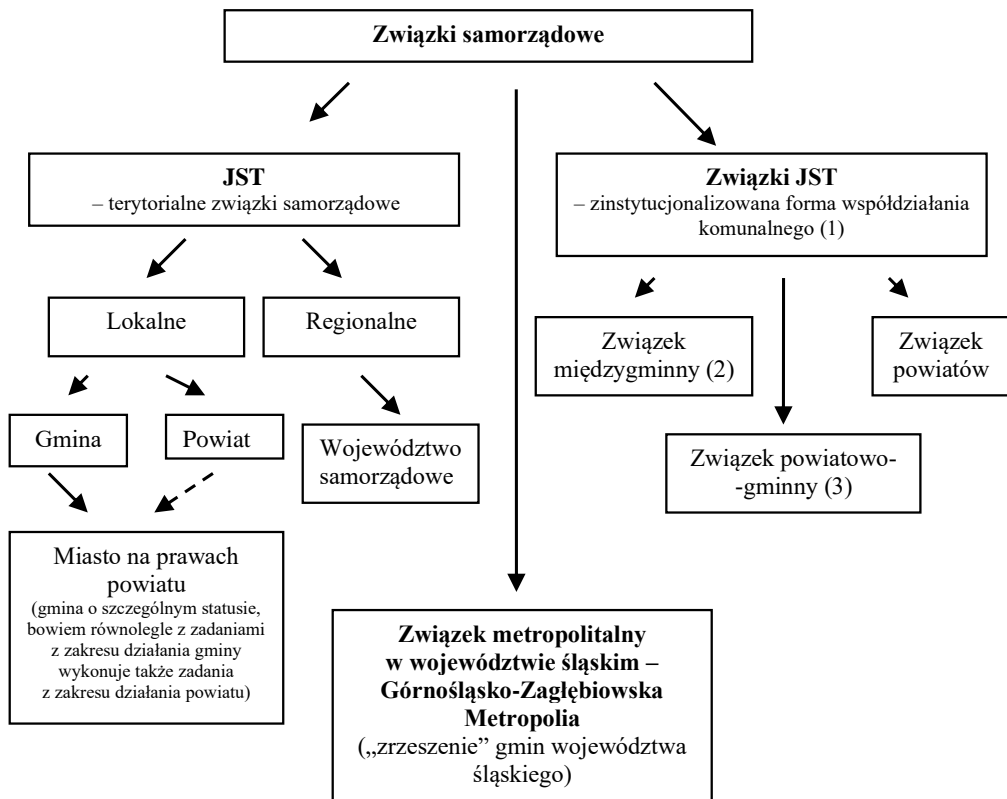 Związki samorządowe
JST
– terytorialne związki samorządowe
Związki JST
– zinstytucjonalizowana forma współdziałania
komunalnego (1)
Lokalne
Regionalne
Związek
międzygminny (2)
Związek
powiatów
Gmina
Powiat
Województwo
samorządowe
Związek powiatowo-
-gminny (3)
Miasto na prawach
powiatu
(gmina o szczególnym statusie,
bowiem równolegle z zadaniami
z zakresu działania gminy
wykonuje także zadania
z zakresu działania powiatu)
Związek metropolitalny
w województwie śląskim –
Górnośląsko-Zagłębiowska
Metropolia
(„zrzeszenie” gmin województwa
śląskiego)